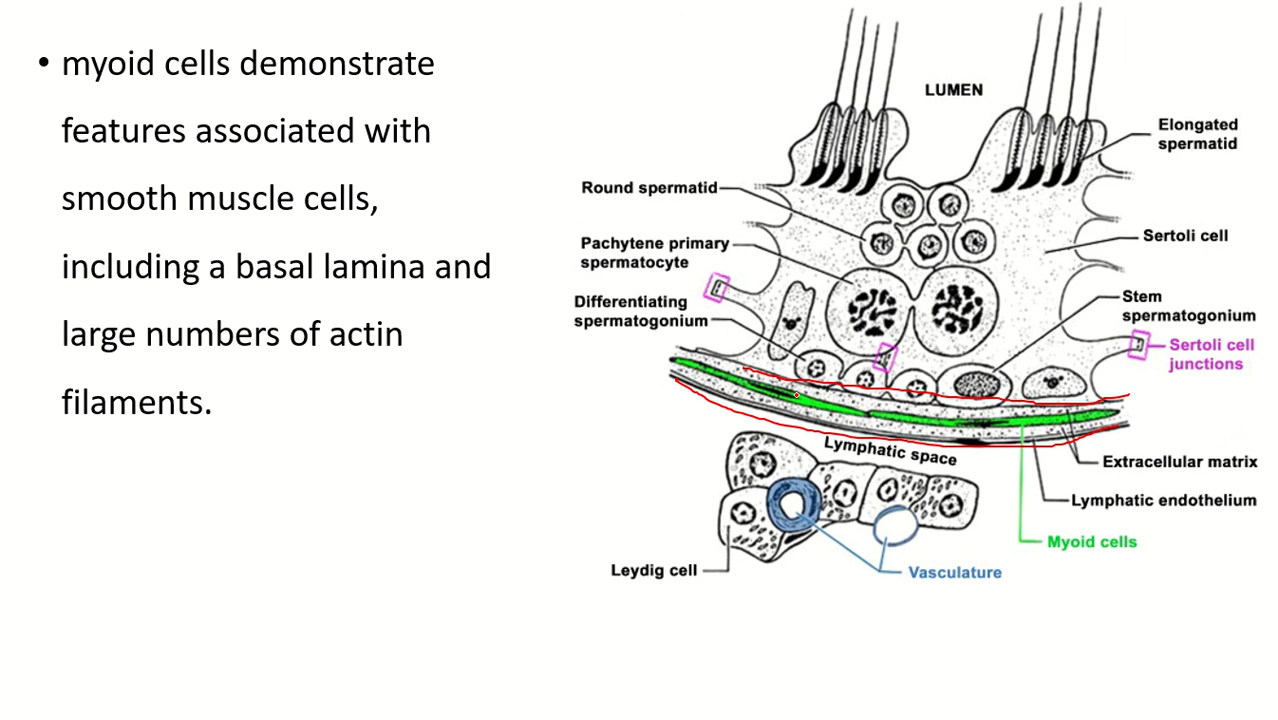 • myoid cells demonstrate
features associated with
smooth muscle cells,
including a basal lamina and
large numbers of actin
filaments.
LUMEN
Elongated
spermatid
Round spermatid
Sertoli cell
Pachytene primary
spermatocyte
Differentiating
spermatogonium
Stem
spermatogonium
Sertoli cell
junctions
Lymphatic space
Extracellular matrix
Lymphatic endothelium
Myoid cells
Leydig cell
Vasculature